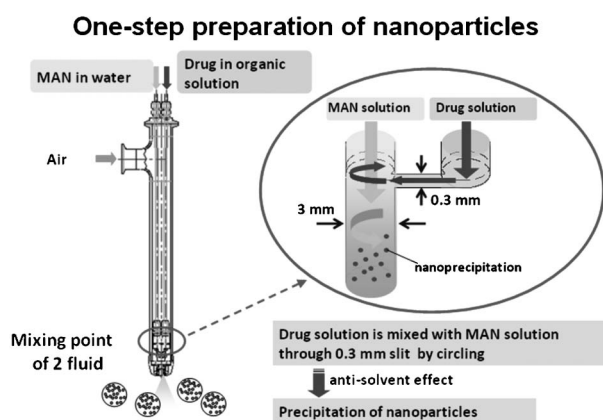 One-step preparation of nanoparticles
MAN in water
Drug in organic
solution
Air
Mixing point
of 2 fluid
MAN solution
Drug solution
0.3 mm
3 mm
nanoprecipitation
Drug solution is mixed with MAN solution
through 0.3 mm slit by circling
anti-solvent effect
Precipitation of nanoparticles